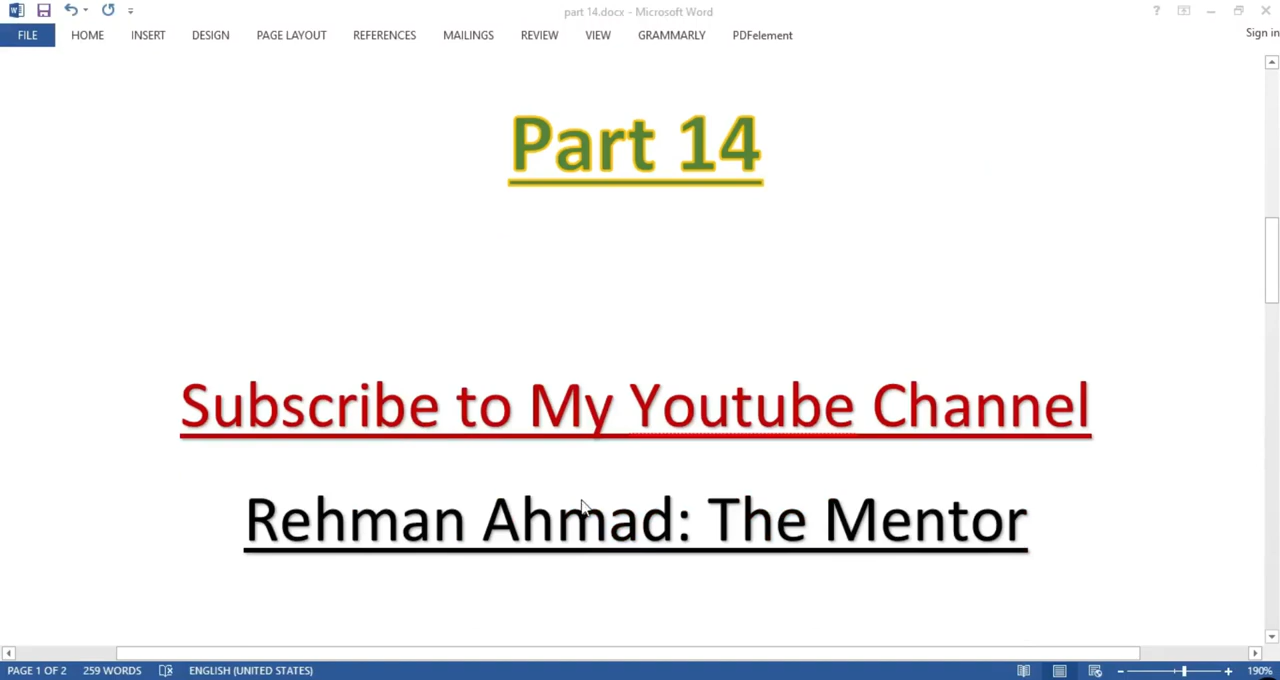 part 14.docx - Microsoft Word
Sign in
FILE HOME INSERT DESIGN PAGE LAYOUT REFERENCES MAILINGS REVIEW VIEW GRAMMARLY PDFelement
Part 14
Subscribe to My Youtube Channel
Rehman Ahmad: The Mentor
PAGE 1 OF 2 259 WORDS ENGLISH (UNITED STATES) 190%